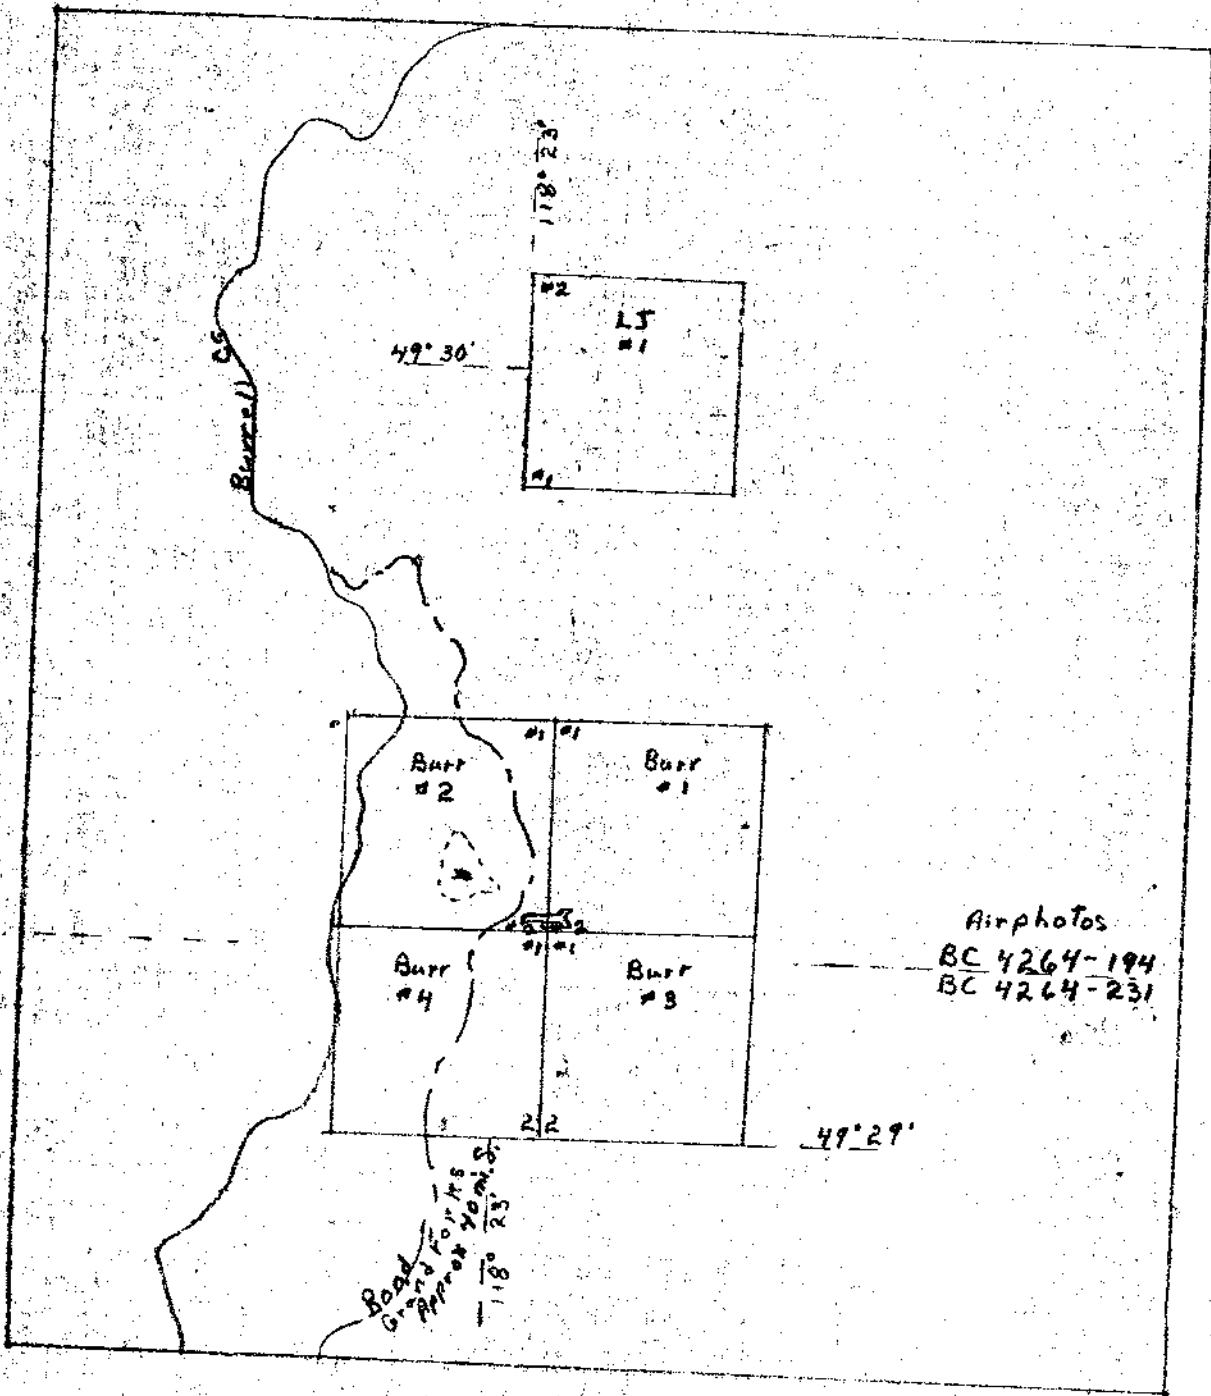 118° 23'
#2
LJ
#1
49° 30'
#1
Burrell Ck
#1 #1
Burr
#2
Burr
#1
2
#1 #1
Burr
#4
Burr
#3
Airphotos
BC 4264-194
BC 4264-231
2 2
49° 29'
Road
Grand Forks
Approx 40 mi. S.
118° 23'